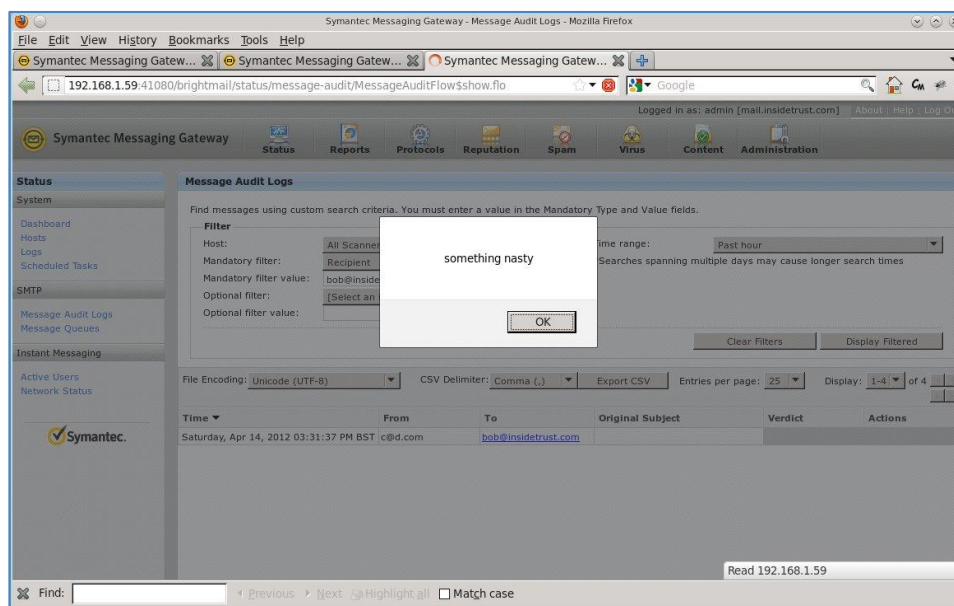 Symantec Messaging Gateway - Message Audit Logs - Mozilla Firefox
File Edit View History Bookmarks Tools Help
Symantec Messaging Gatew... Symantec Messaging Gatew... Symantec Messaging Gatew...
192.168.1.59:41080/brightmail/status/message-audit/MessageAuditFlow$show.flo Google
Logged in as: admin [mail.insidetrust.com] About | Help | Log Ou
Symantec Messaging Gateway Status Reports Protocols Reputation Spam Virus Content Administration
Status
System
Dashboard
Hosts
Logs
Scheduled Tasks
SMTP
Message Audit Logs
Message Queues
Instant Messaging
Active Users
Network Status
Symantec.
Message Audit Logs
Find messages using custom search criteria. You must enter a value in the Mandatory Type and Value fields.
Filter
Host: All Scanner ime range: Past hour
Mandatory filter: Recipient Searches spanning multiple days may cause longer search times
Mandatory filter value: bob@inside
Optional filter: [Select an
Optional filter value:
something nasty
OK
Clear Filters Display Filtered
File Encoding: Unicode (UTF-8) CSV Delimiter: Comma (,) Export CSV Entries per page: 25 Display: 1-4 of 4
Time From To Original Subject Verdict Actions
Saturday, Apr 14, 2012 03:31:37 PM BST c@d.com bob@insidetrust.com
Read 192.168.1.59
Find: Previous Next Highlight all Match case